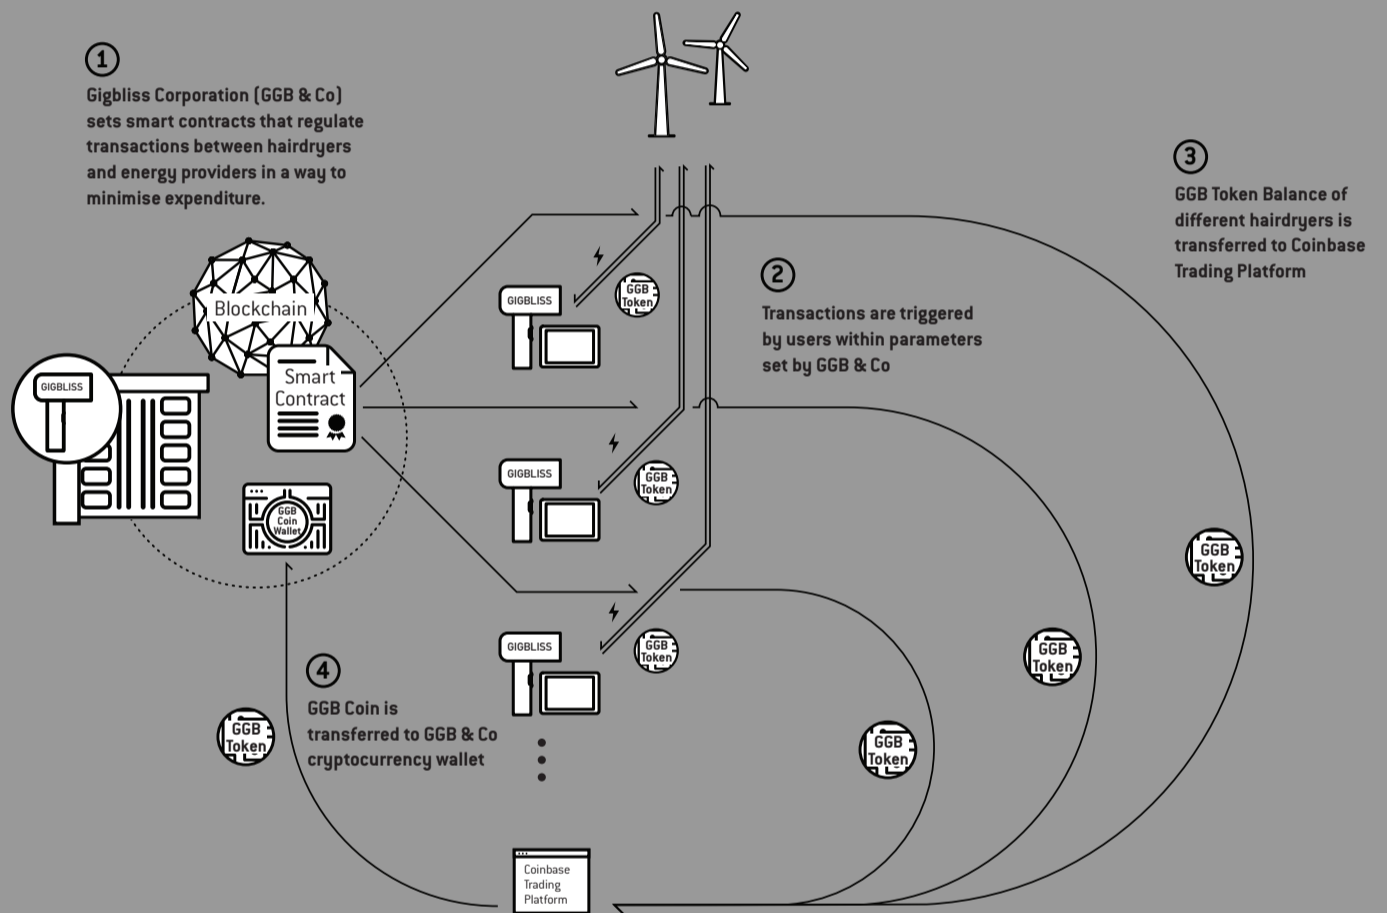 1
Gigbliss Corporation (GGB & Co)
sets smart contracts that regulate
transactions between hairdryers
and energy providers in a way to
minimise expenditure.
Blockchain
Smart
Contract
GIGBLISS
GGB
Coin
Wallet
GIGBLISS
GGB
Token
GIGBLISS
GGB
Token
GIGBLISS
GGB
Token
2
Transactions are triggered
by users within parameters
set by GGB & Co
3
GGB Token Balance of
different hairdryers is
transferred to Coinbase
Trading Platform
GGB
Token
GGB
Token
GGB
Token
4
GGB Coin is
transferred to GGB & Co
cryptocurrency wallet
GGB
Token
Coinbase
Trading
Platform